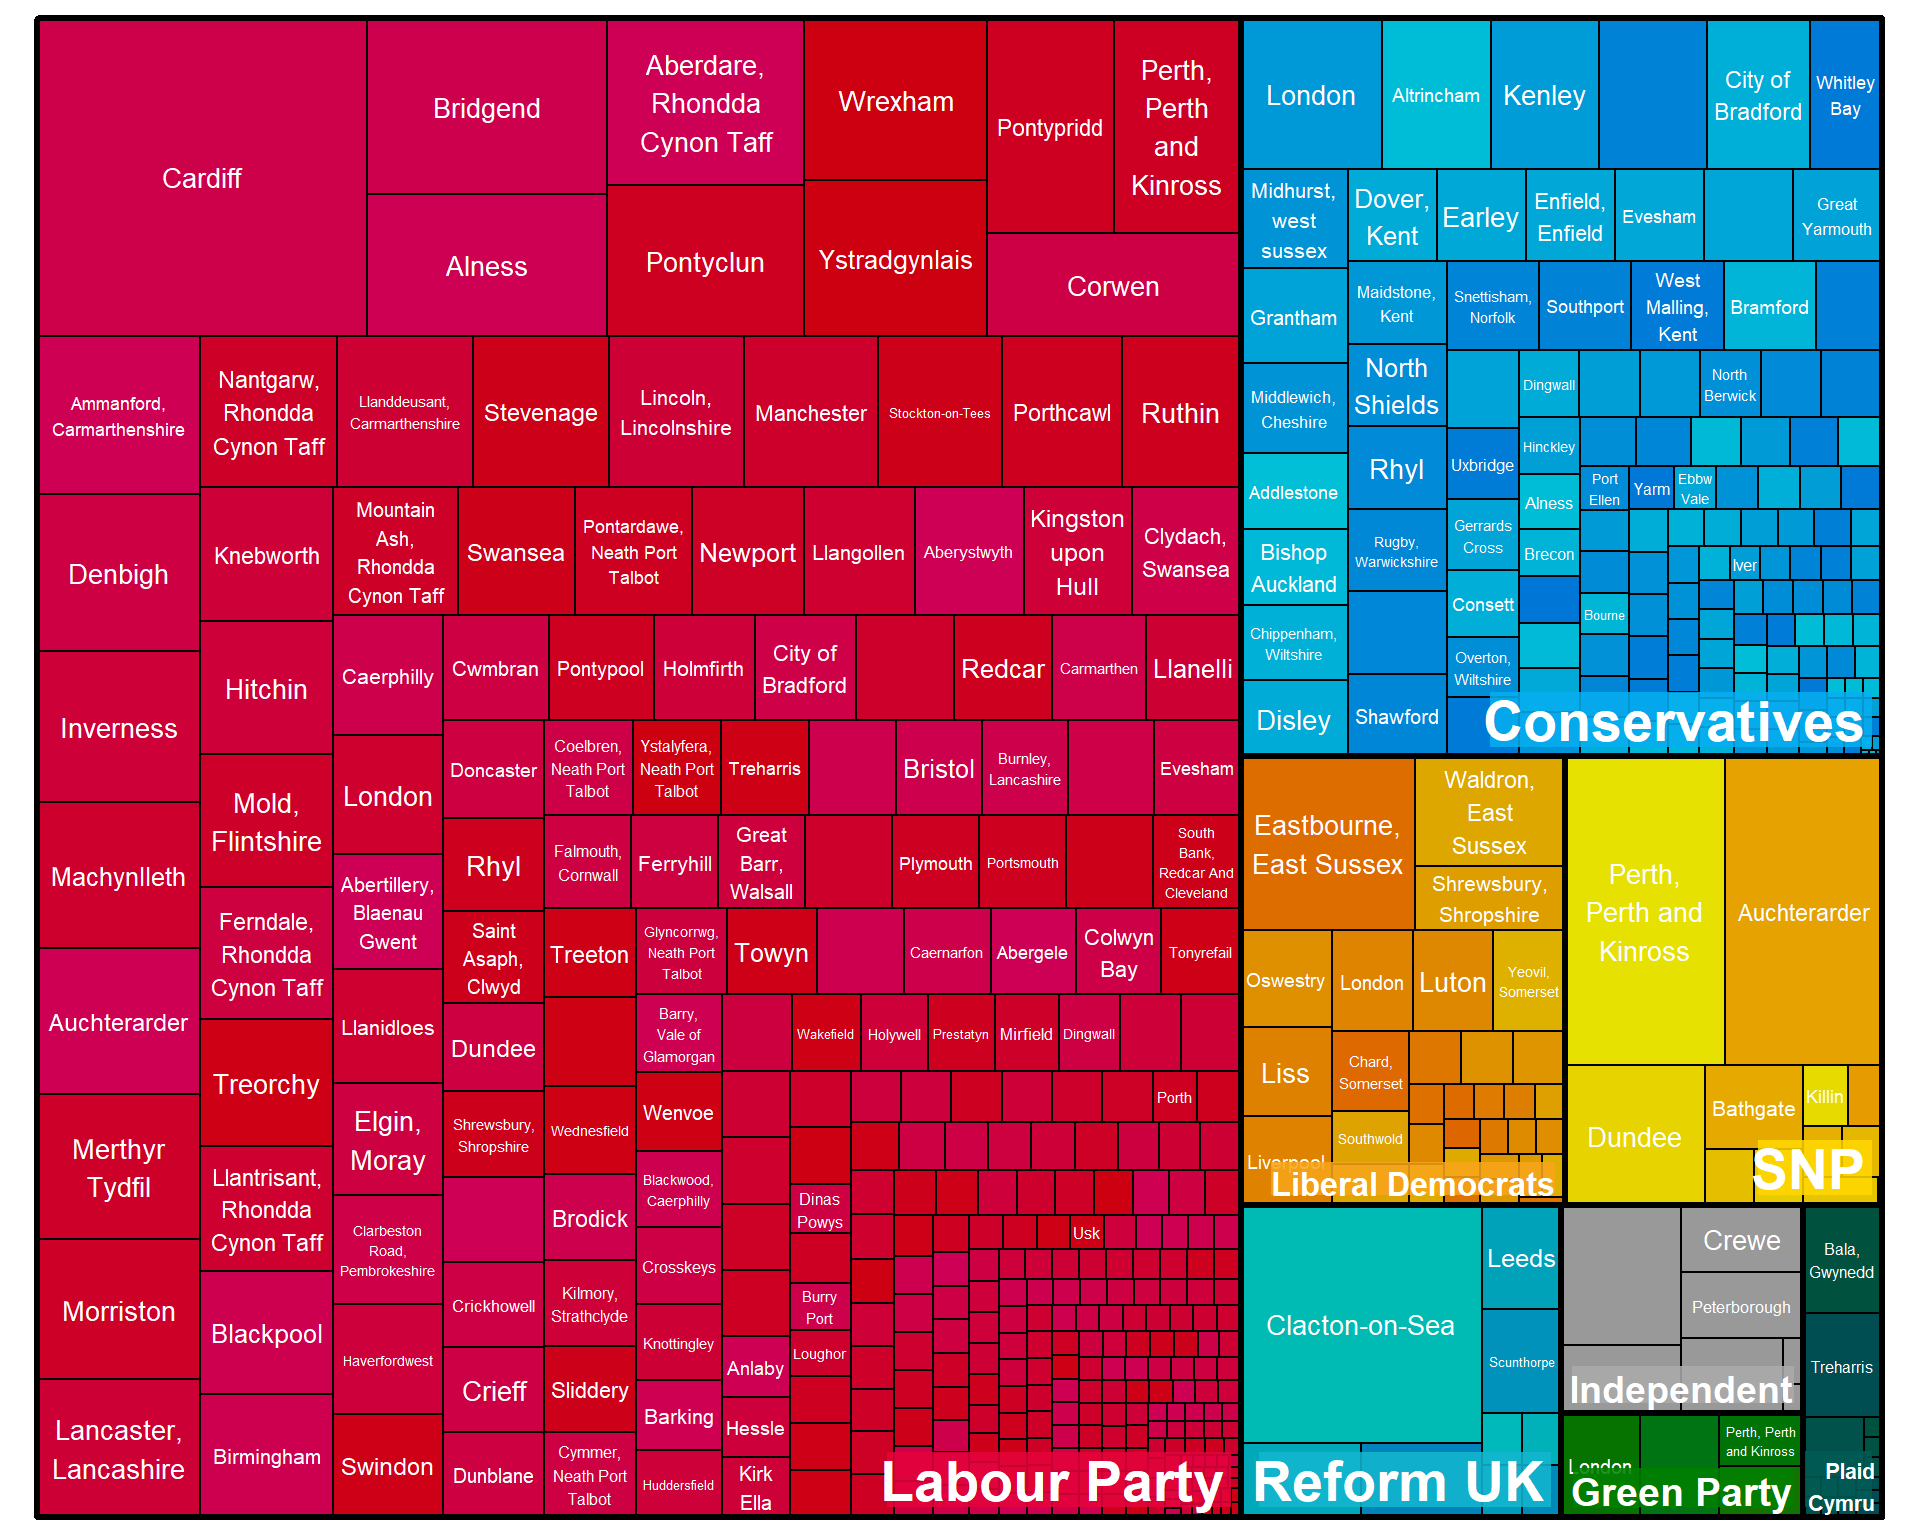 Cardiff
Bridgend
Alness
Aberdare,
Rhondda
Cynon Taff
Pontyclun
Wrexham
Ystradgynlais
Pontypridd
Perth,
Perth
and
Kinross
Corwen
Ammanford,
Carmarthenshire
Nantgarw,
Rhondda
Cynon Taff
Llanddeusant,
Carmarthenshire
Stevenage
Lincoln,
Lincolnshire
Manchester
Stockton-on-Tees
Porthcawl
Ruthin
Denbigh
Knebworth
Mountain
Ash,
Rhondda
Cynon Taff
Swansea
Pontardawe,
Neath Port
Talbot
Newport
Llangollen
Aberystwyth
Kingston
upon
Hull
Clydach,
Swansea
Inverness
Hitchin
Caerphilly
Cwmbran
Pontypool
Holmfirth
City of
Bradford
Redcar
Carmarthen
Llanelli
Machynlleth
Mold,
Flintshire
London
Doncaster
Coelbren,
Neath Port
Talbot
Ystalyfera,
Neath Port
Talbot
Treharris
Bristol
Burnley,
Lancashire
Evesham
Rhyl
Falmouth,
Cornwall
Ferryhill
Great
Barr,
Walsall
Plymouth
Portsmouth
South
Bank,
Redcar And
Cleveland
Auchterarder
Ferndale,
Rhondda
Cynon Taff
Abertillery,
Blaenau
Gwent
Saint
Asaph,
Clwyd
Treeton
Glyncorrwg,
Neath Port
Talbot
Towyn
Caernarfon
Abergele
Colwyn
Bay
Tonyrefail
Merthyr
Tydfil
Treorchy
Llanidloes
Dundee
Barry,
Vale of
Glamorgan
Wakefield
Holywell
Prestatyn
Mirfield
Dingwall
Llantrisant,
Rhondda
Cynon Taff
Elgin,
Moray
Shrewsbury,
Shropshire
Wednesfield
Wenvoe
Porth
Blackwood,
Caerphilly
Dinas
Powys
Usk
Morriston
Blackpool
Clarbeston
Road,
Pembrokeshire
Brodick
Crosskeys
Crickhowell
Kilmory,
Strathclyde
Burry
Port
Haverfordwest
Knottingley
Anlaby
Loughor
Crieff
Sliddery
Barking
Hessle
Lancaster,
Lancashire
Birmingham
Swindon
Dunblane
Cymmer,
Neath Port
Talbot
Huddersfield
Kirk
Ella
Labour Party
London
Altrincham
Kenley
City of
Bradford
Whitley
Bay
Midhurst,
west
sussex
Dover,
Kent
Earley
Enfield,
Enfield
Evesham
Great
Yarmouth
Grantham
Maidstone,
Kent
Snettisham,
Norfolk
Southport
West
Malling,
Kent
Bramford
Middlewich,
Cheshire
North
Shields
Dingwall
North
Berwick
Addlestone
Rhyl
Uxbridge
Hinckley
Port
Ellen
Yarm
Ebbw
Vale
Alness
Bishop
Auckland
Rugby,
Warwickshire
Gerrards
Cross
Brecon
Iver
Chippenham,
Wiltshire
Consett
Bourne
Overton,
Wiltshire
Disley
Shawford
Conservatives
Eastbourne,
East Sussex
Waldron,
East
Sussex
Shrewsbury,
Shropshire
Oswestry
London
Luton
Yeovil,
Somerset
Liss
Chard,
Somerset
Southwold
Liverpool
Liberal Democrats
Perth,
Perth and
Kinross
Auchterarder
Dundee
Bathgate
Killin
SNP
Clacton-on-Sea
Leeds
Scunthorpe
Reform UK
Crewe
Peterborough
Independent
London
Perth, Perth
and Kinross
Green Party
Bala,
Gwynedd
Treharris
Plaid
Cymru